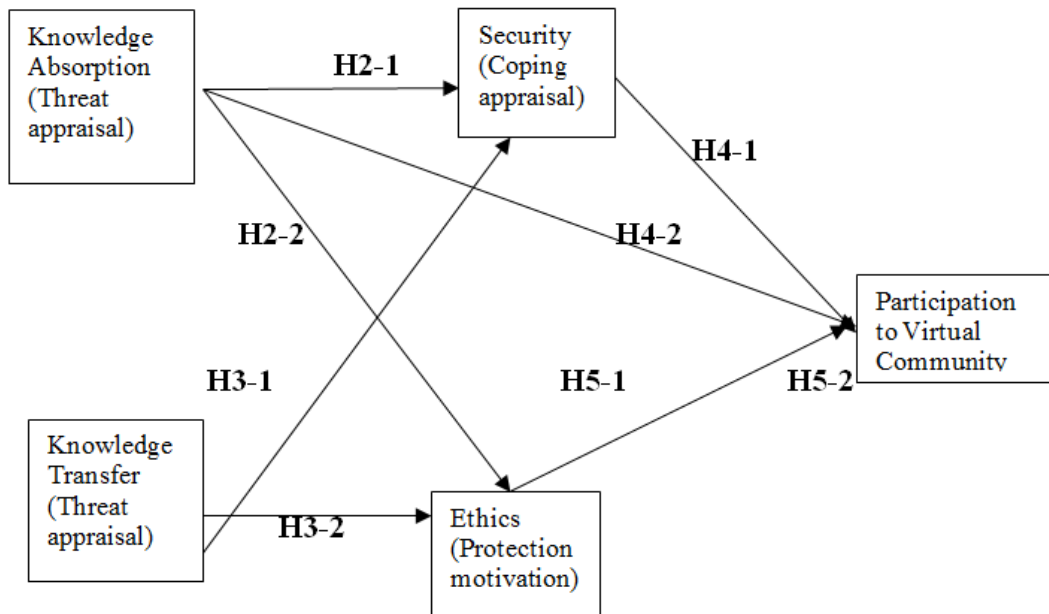 Knowledge
Absorption
(Threat
appraisal)
H2-1
Security
(Coping
appraisal)
H4-1
H2-2
H4-2
Participation
to Virtual
Community
H3-1
H5-1
H5-2
Knowledge
Transfer
(Threat
appraisal)
H3-2
Ethics
(Protection
motivation)